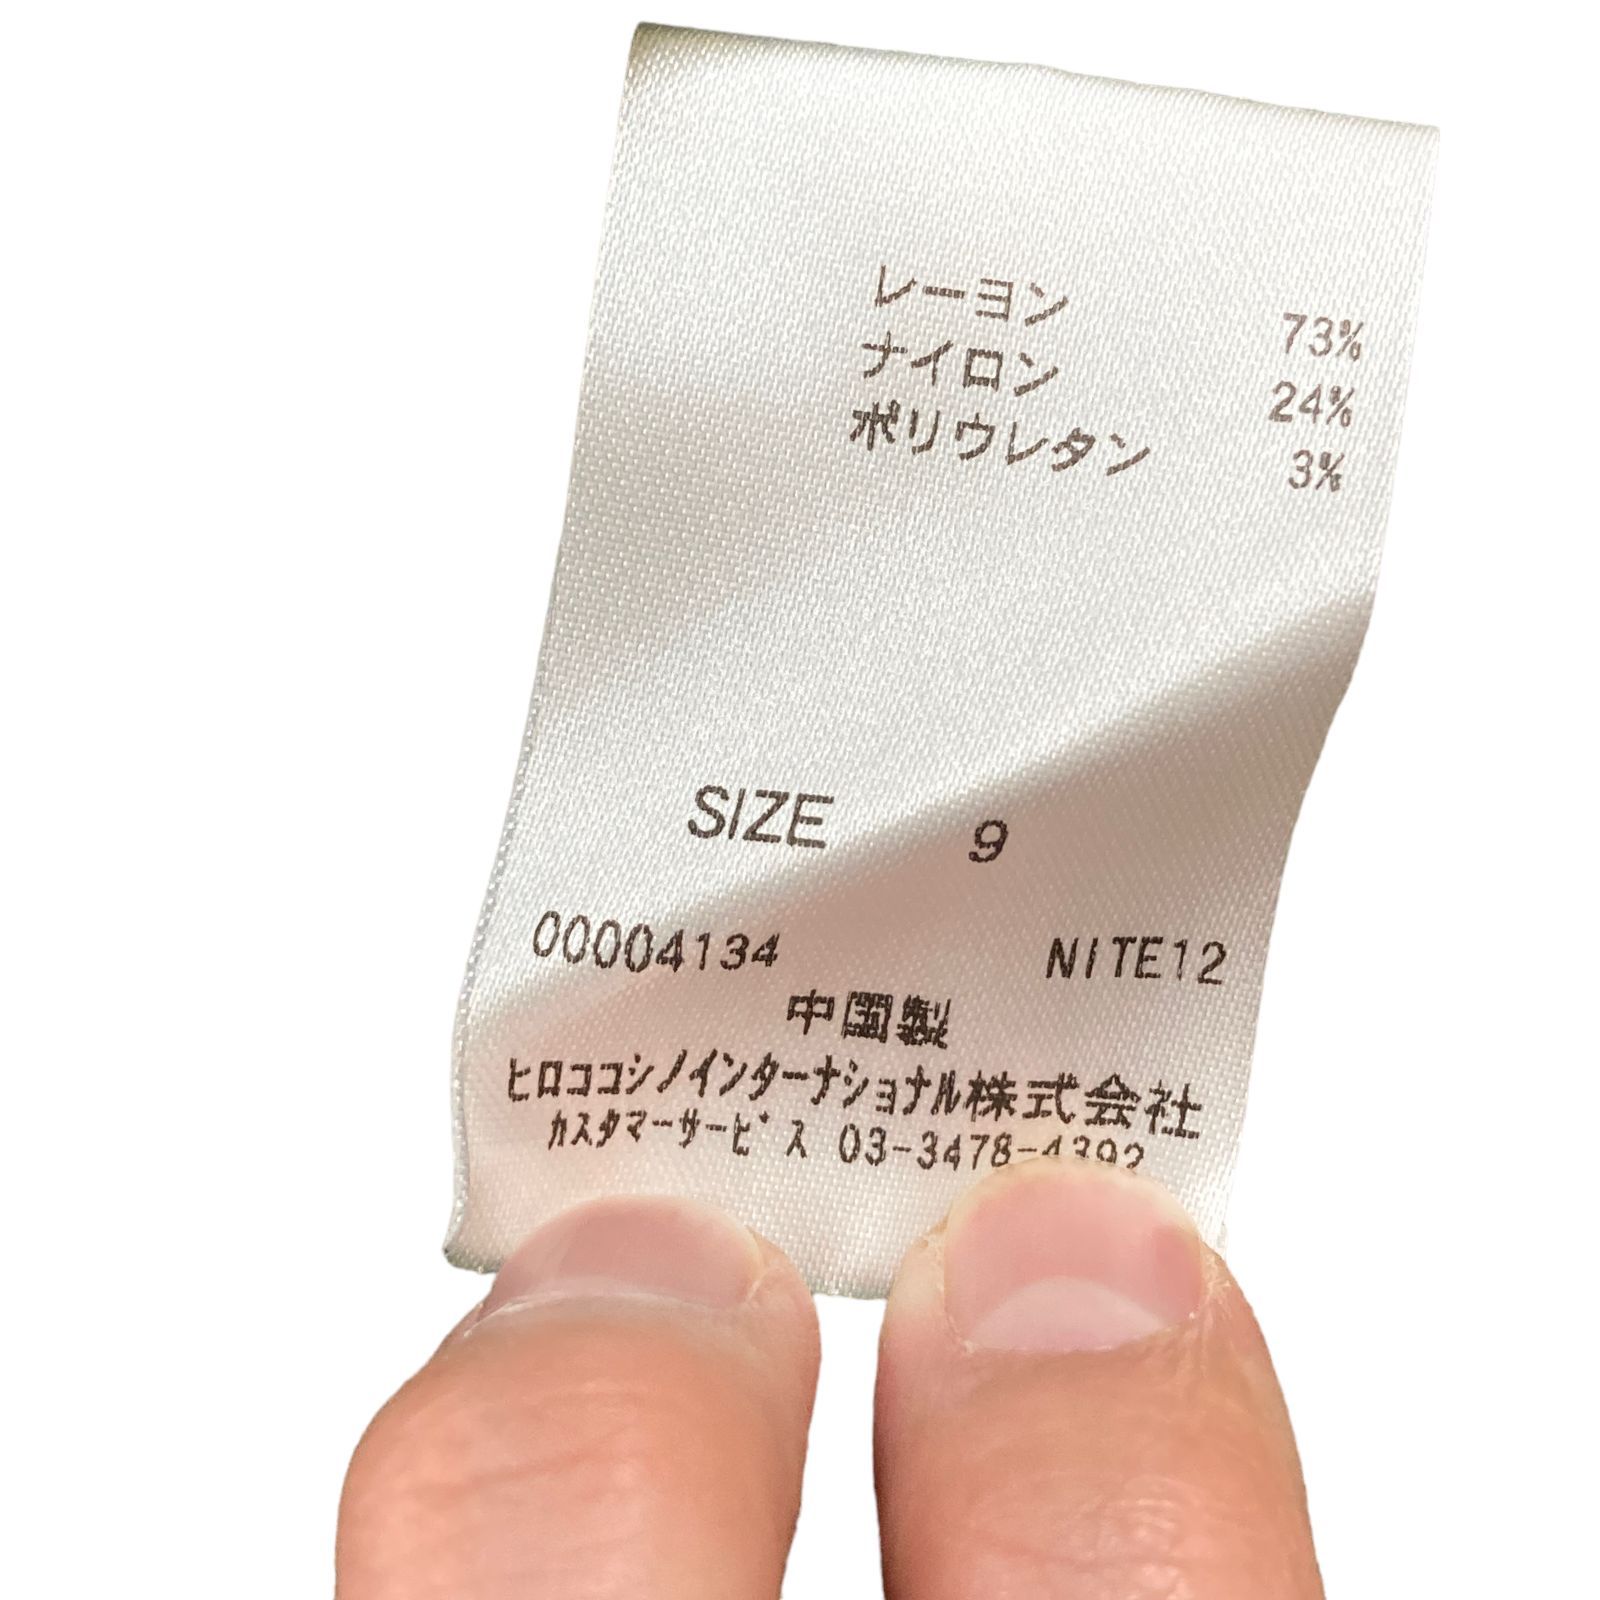 レーヨン 73%
ナイロン 24%
ポリウレタン 3%
SIZE 9
00004134 NITE12
中国製
ヒロココシノインターナショナル株式会社
カスタマーサービス 03-3478-4392